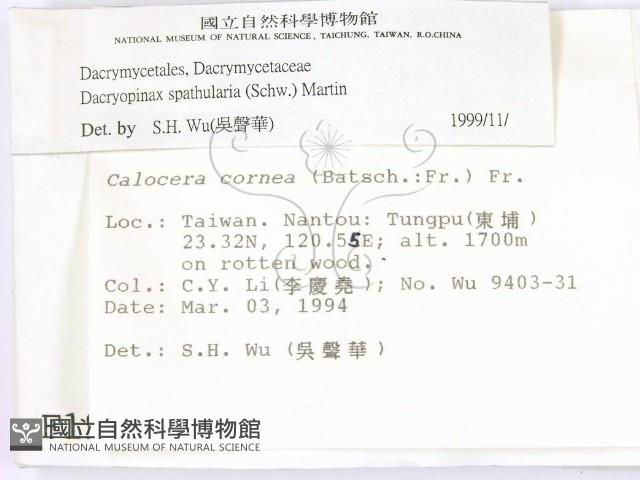 國立自然科學博物館
NATIONAL MUSEUM OF NATURAL SCIENCE, TAICHUNG, TAIWAN, R.O.CHINA
Dacrymycetales, Dacrymycetaceae
Dacryopinax spathularia (Schw.) Martin
Det. by S.H. Wu(吳聲華) 1999/11/
Calocera cornea (Batsch.:Fr.) Fr.
Loc.: Taiwan. Nantou: Tungpu(東埔)
23.32N, 120.55E; alt. 1700m
on rotten wood.
Col.: C.Y. Li(李慶堯); No. Wu 9403-31
Date: Mar. 03, 1994
Det.: S.H. Wu (吳聲華)
國立自然科學博物館
NATIONAL MUSEUM OF NATURAL SCIENCE